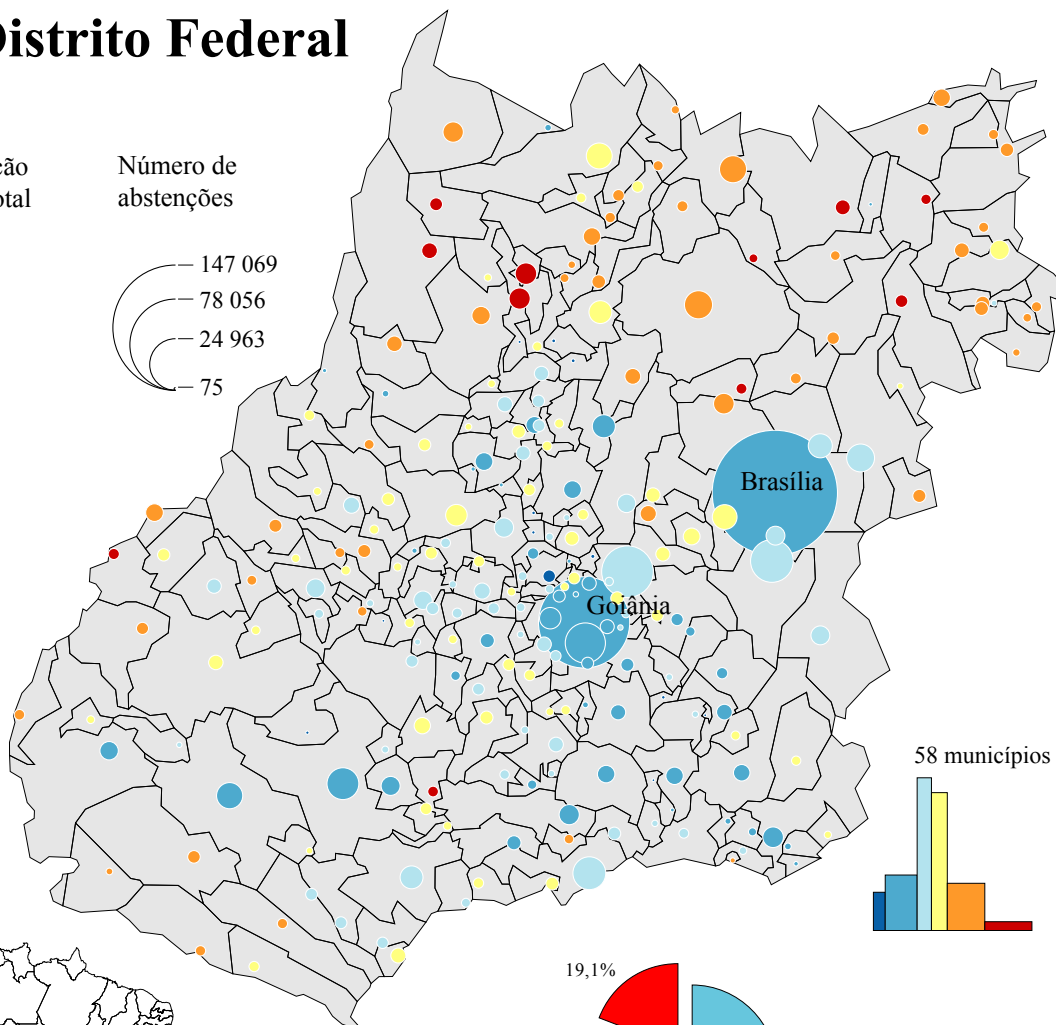 Distrito Federal
Número de
abstenções
147 069
78 056
24 963
75
Brasília
Goiânia
58 municípios
19,1%